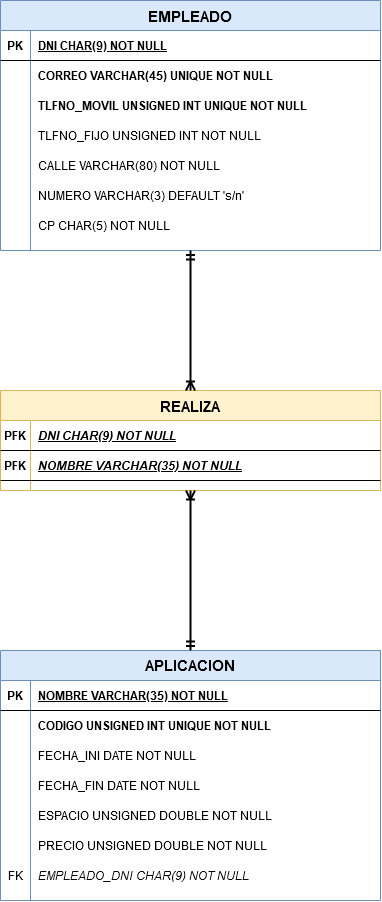 EMPLEADO
PK DNI CHAR(9) NOT NULL
CORREO VARCHAR(45) UNIQUE NOT NULL
TLFNO_MOVIL UNSIGNED INT UNIQUE NOT NULL
TLFNO_FIJO UNSIGNED INT NOT NULL
CALLE VARCHAR(80) NOT NULL
NUMERO VARCHAR(3) DEFAULT 's/n'
CP CHAR(5) NOT NULL
REALIZA
PFK DNI CHAR(9) NOT NULL
PFK NOMBRE VARCHAR(35) NOT NULL
APLICACION
PK NOMBRE VARCHAR(35) NOT NULL
CODIGO UNSIGNED INT UNIQUE NOT NULL
FECHA_INI DATE NOT NULL
FECHA_FIN DATE NOT NULL
ESPACIO UNSIGNED DOUBLE NOT NULL
PRECIO UNSIGNED DOUBLE NOT NULL
FK EMPLEADO_DNI CHAR(9) NOT NULL